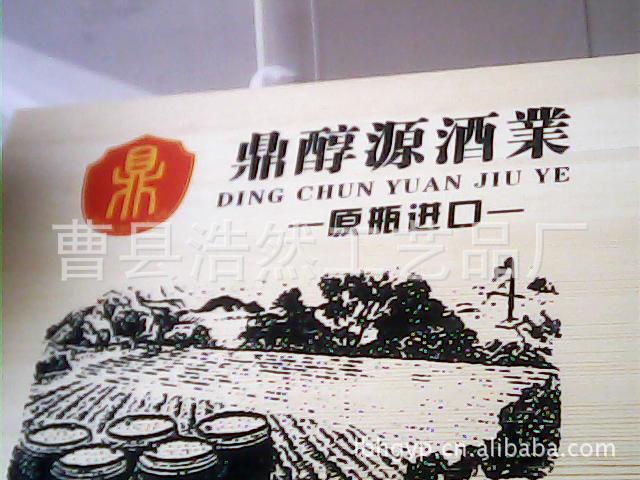 鼎
鼎醇源酒業
DING CHUN YUAN JIU YE
原瓶进口
曹县浩然工艺品厂
lshgyp.cn.alibaba.com